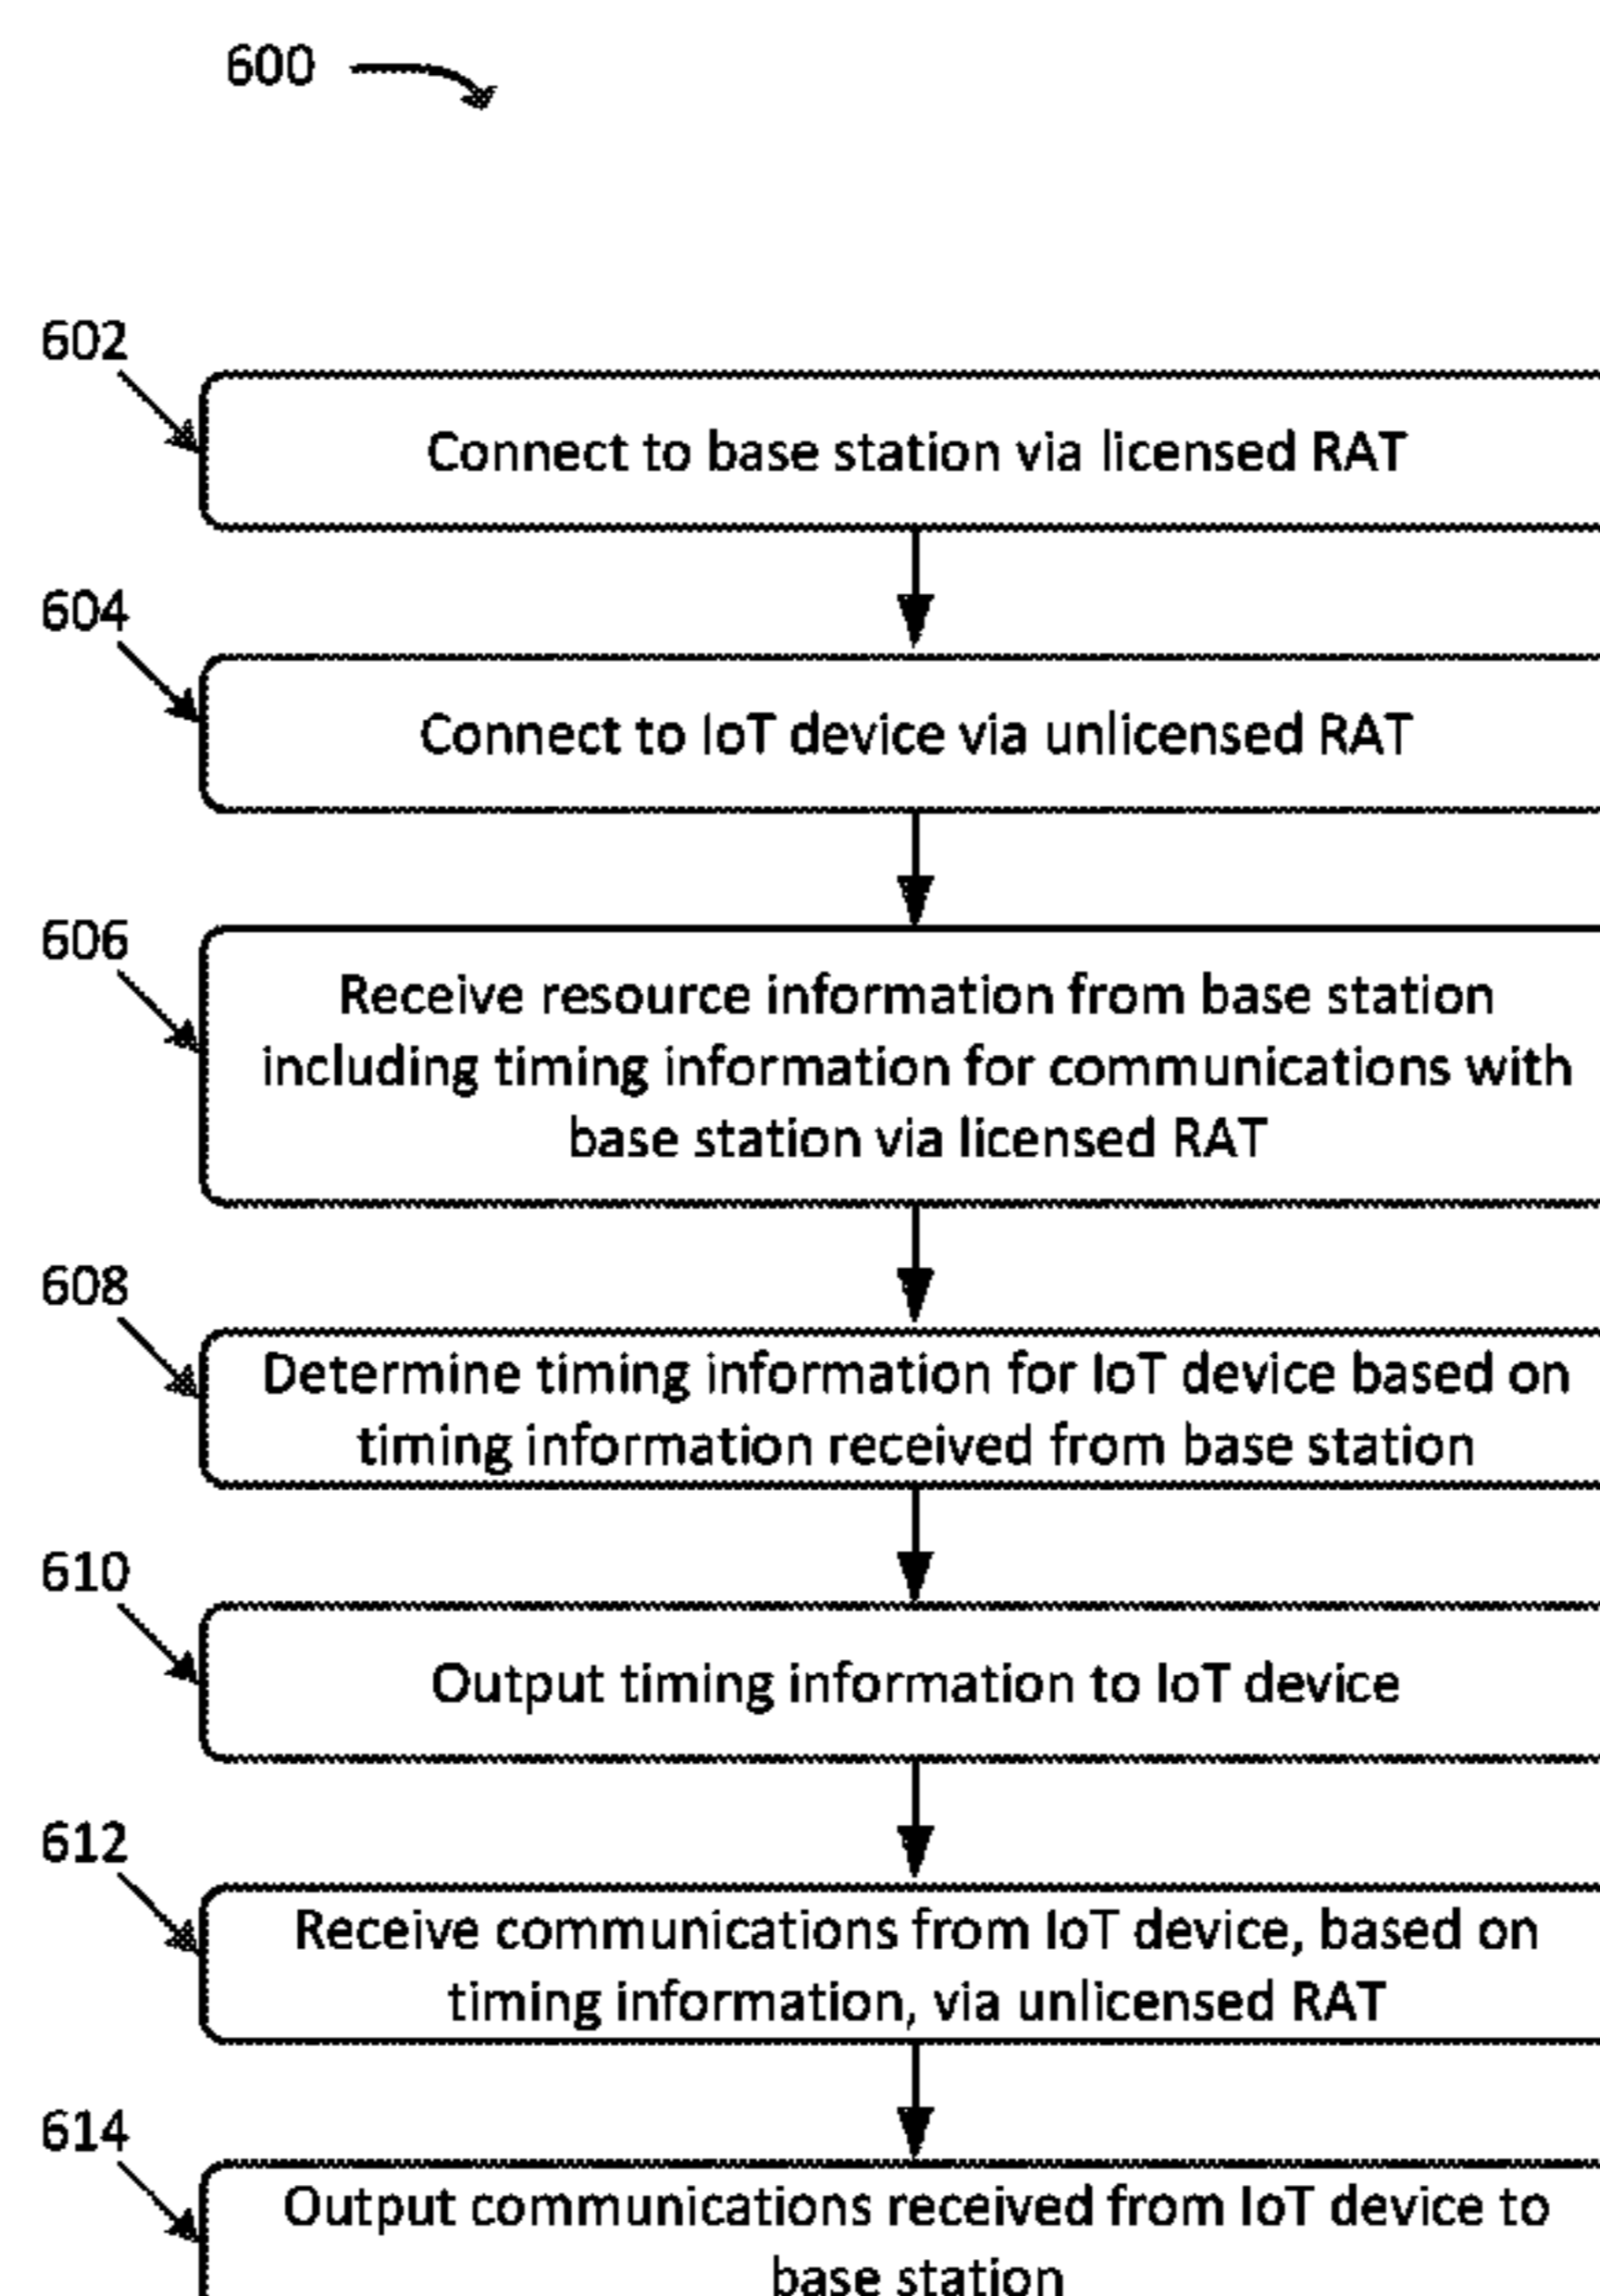 600
602
Connect to base station via licensed RAT
604
Connect to IoT device via unlicensed RAT
606
Receive resource information from base station
including timing information for communications with
base station via licensed RAT
608
Determine timing information for IoT device based on
timing information received from base station
610
Output timing information to IoT device
612
Receive communications from IoT device, based on
timing information, via unlicensed RAT
614
Output communications received from IoT device to
base station